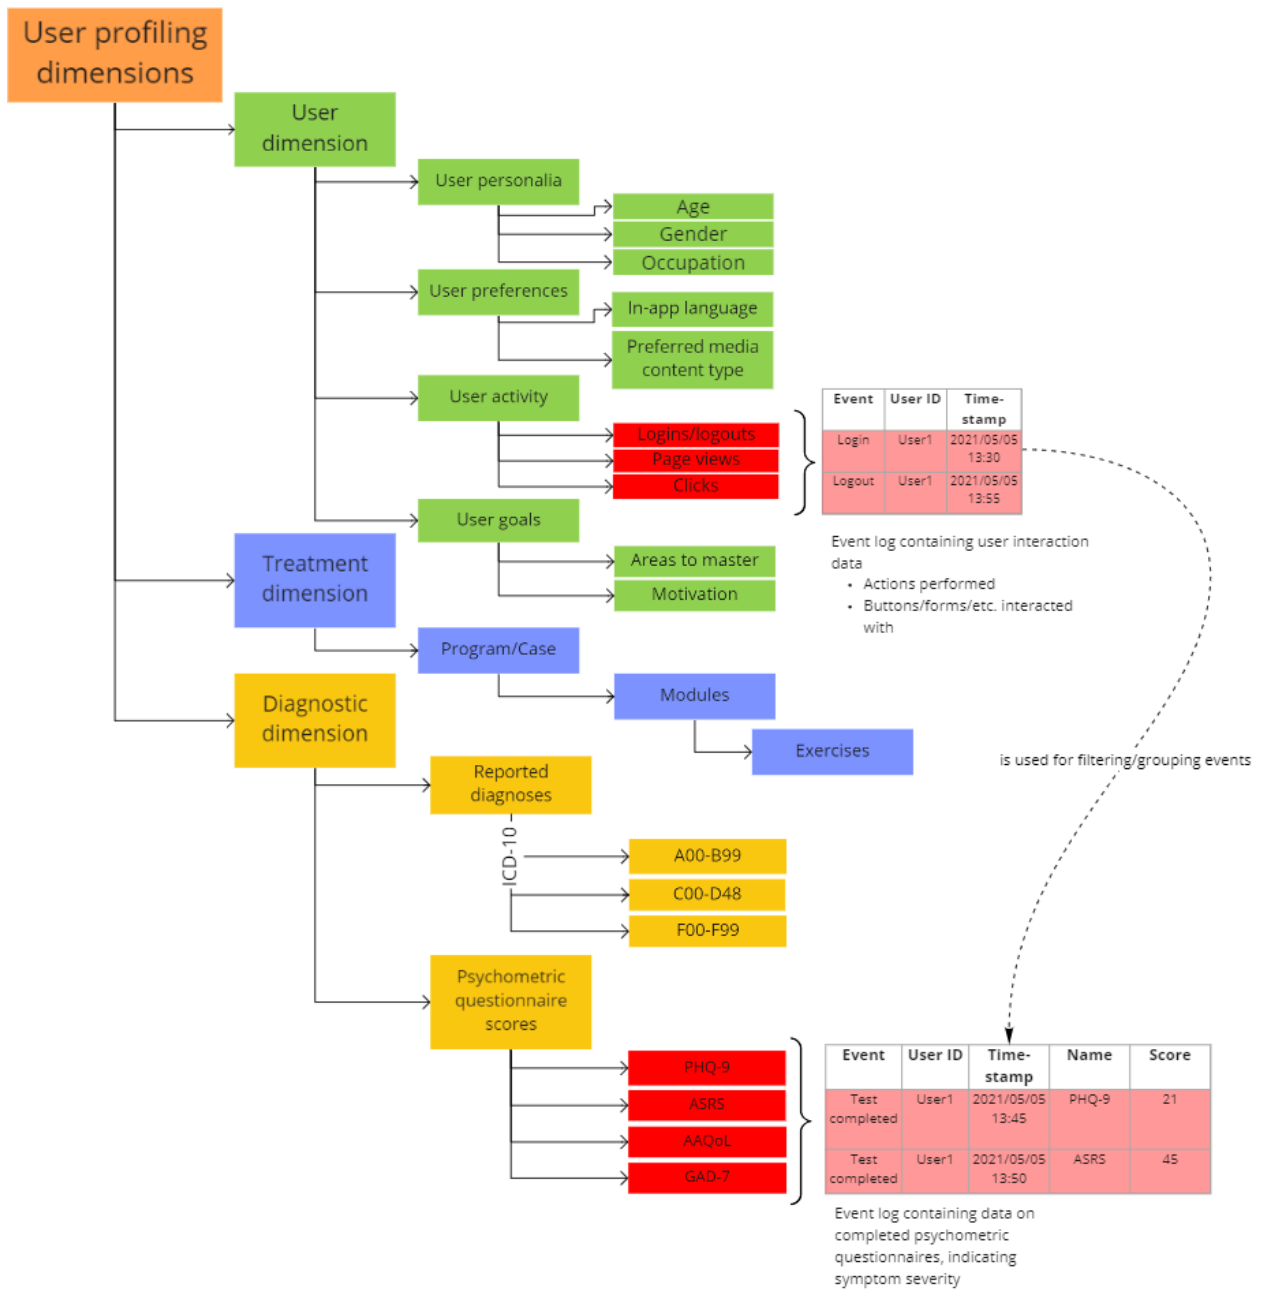 User profiling
dimensions
User
dimension
User personalia
Age
Gender
Occupation
User preferences
In-app language
Preferred media
content type
User activity
Logins/logouts
Page views
Clicks
Event User ID Time-
stamp
Login User1 2021/05/05
13:30
Logout User1 2021/05/05
13:55
Event log containing user interaction
data
• Actions performed
• Buttons/forms/etc. interacted
with
User goals
Areas to master
Motivation
Treatment
dimension
Program/Case
Modules
Exercises
is used for filtering/grouping events
Diagnostic
dimension
Reported
diagnoses
ICD-10
A00-B99
C00-D48
F00-F99
Psychometric
questionnaire
scores
PHQ-9
ASRS
AAQoL
GAD-7
Event User ID Time-
stamp Name Score
Test
completed User1 2021/05/05
13:45 PHQ-9 21
Test
completed User1 2021/05/05
13:50 ASRS 45
Event log containing data on
completed psychometric
questionnaires, indicating
symptom severity